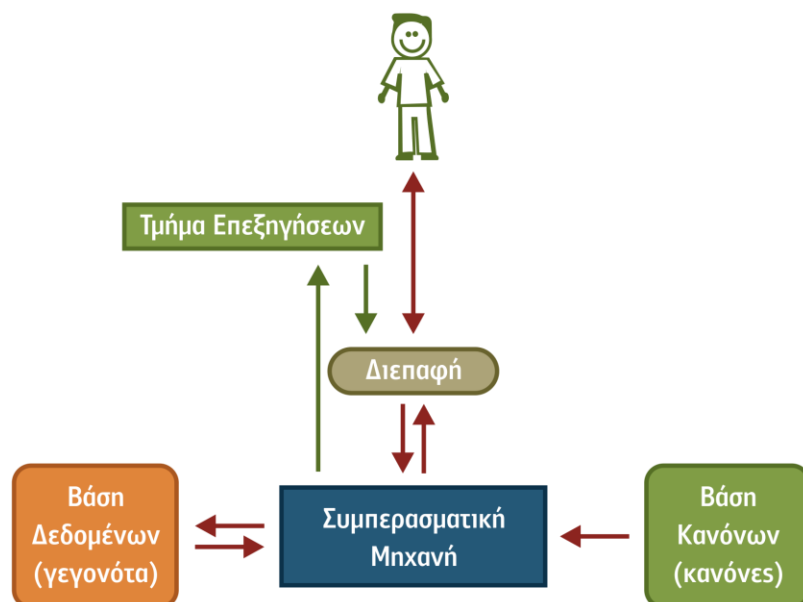 Τμήμα Επεξηγήσεων
Διεπαφή
Βάση
Δεδομένων
(γεγονότα)
Συμπερασματική
Μηχανή
Βάση
Κανόνων
(κανόνες)